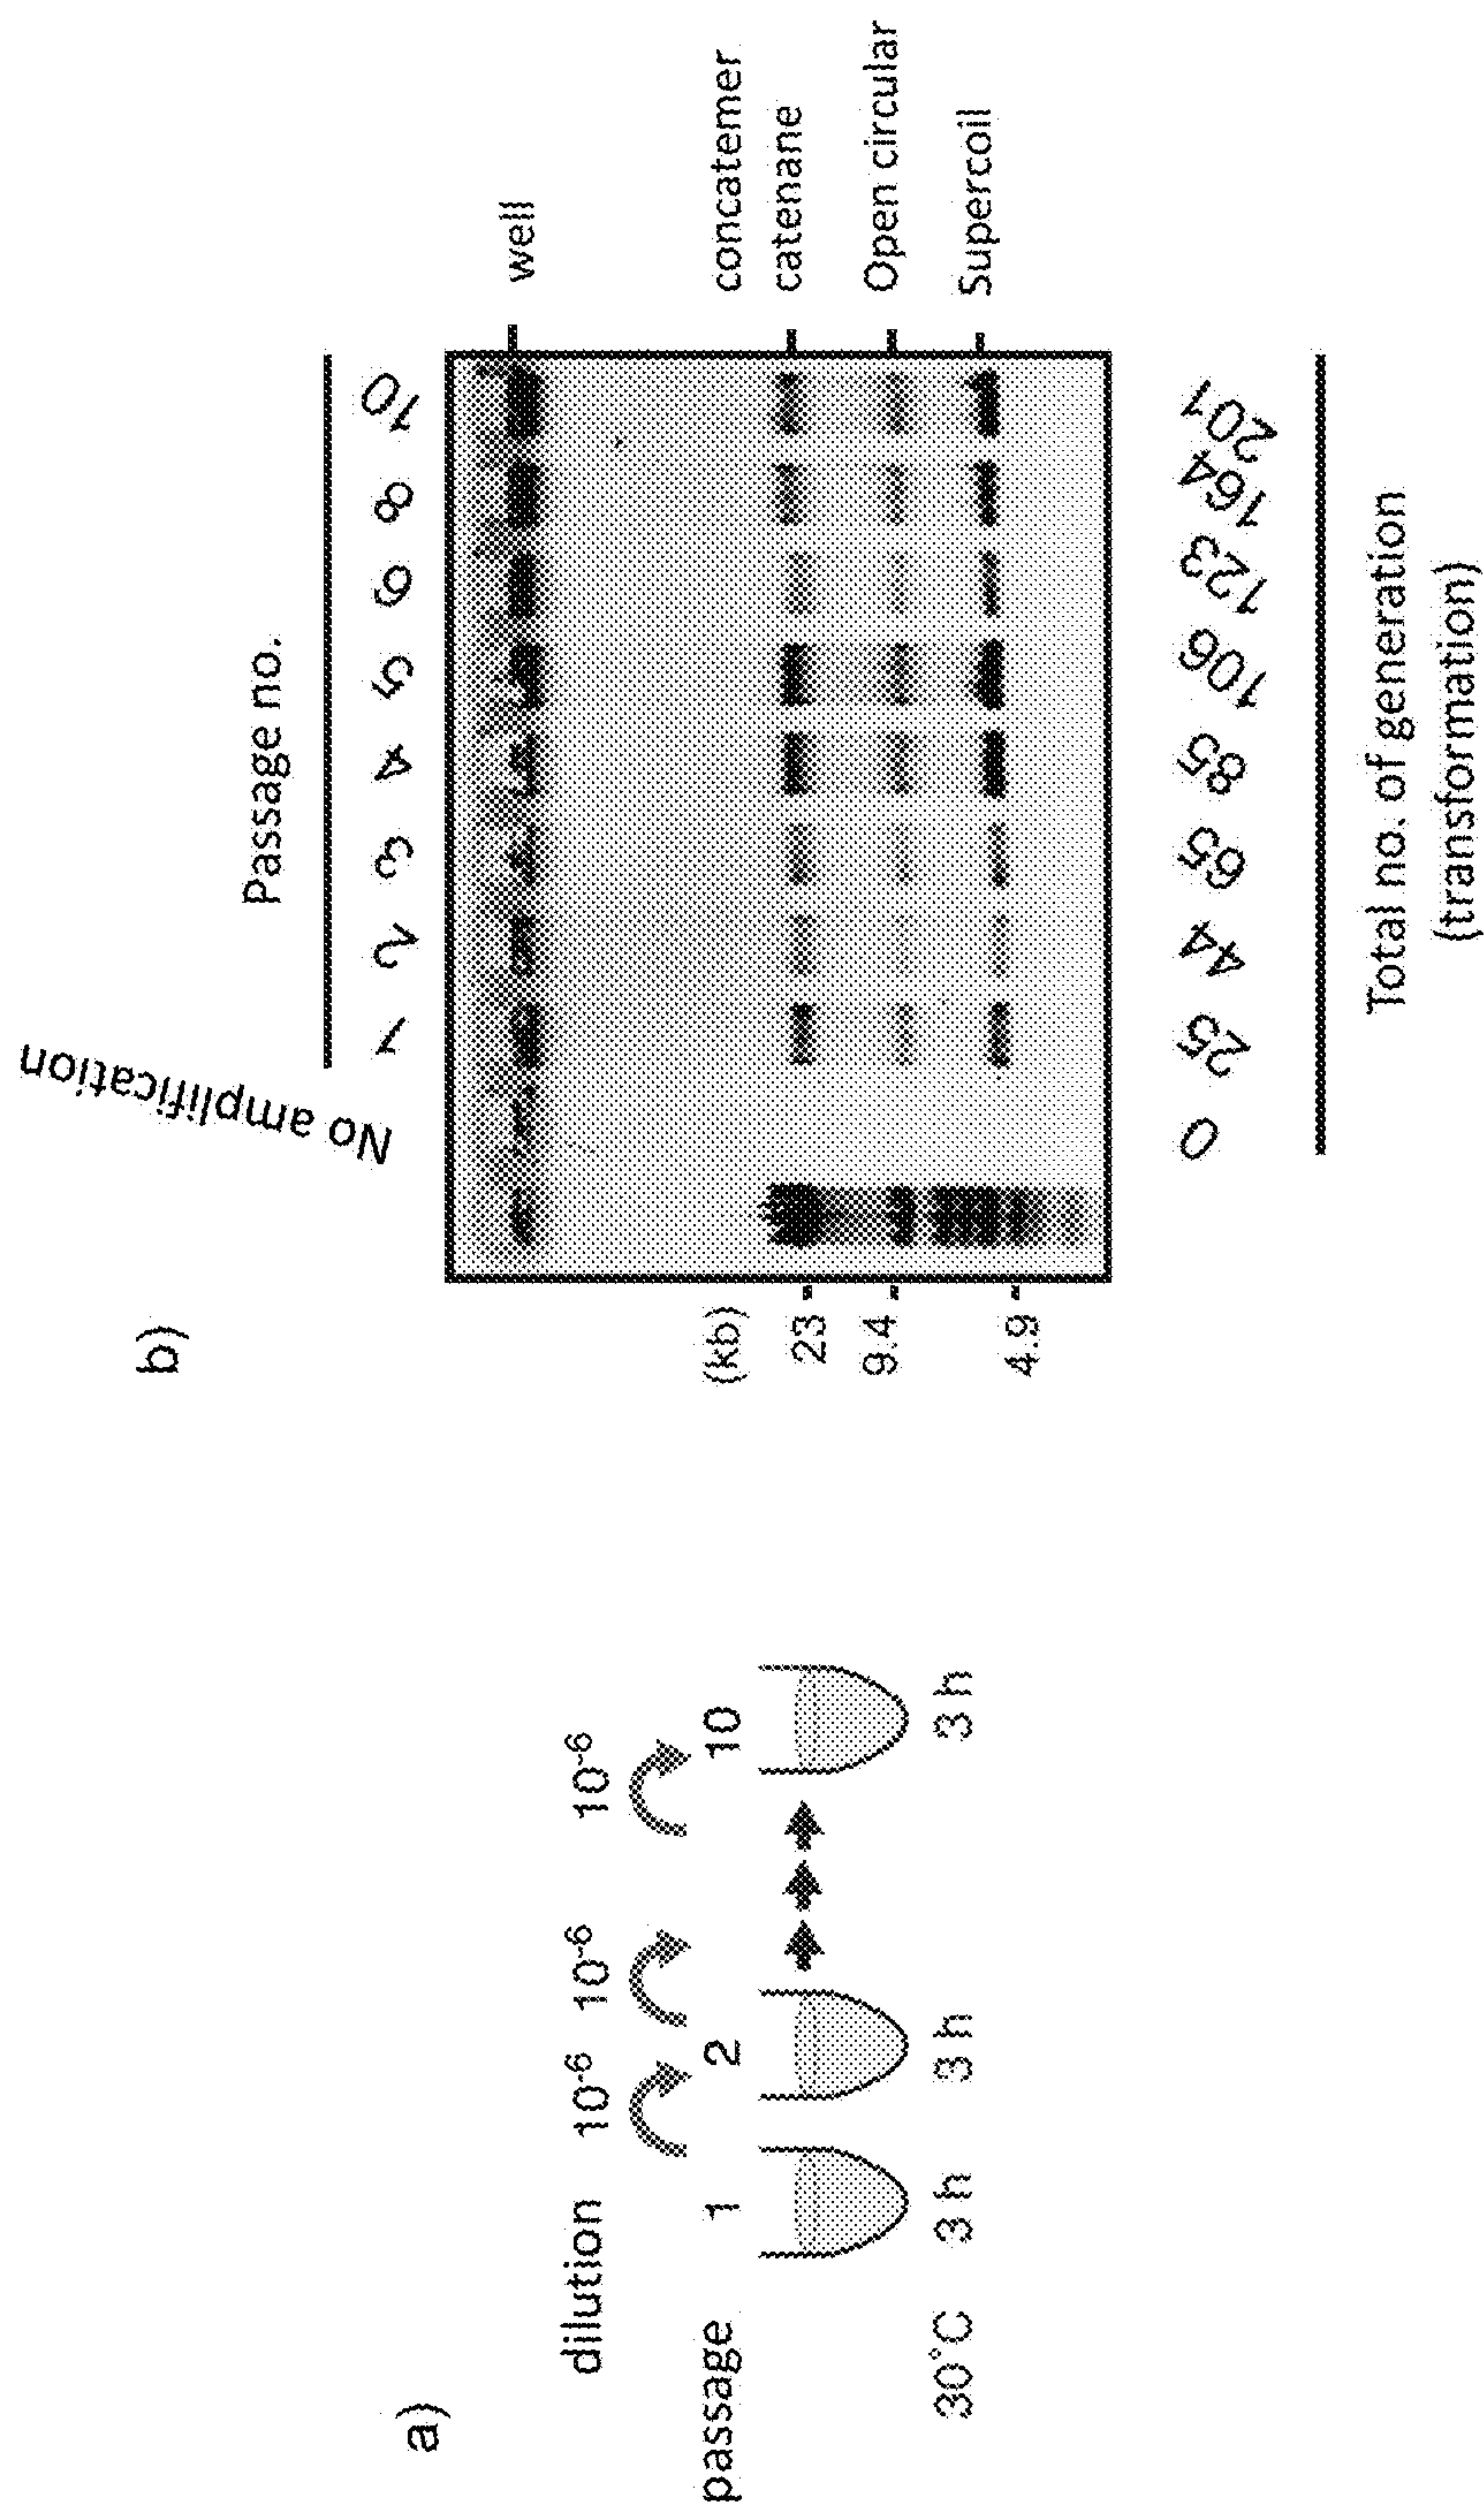 a)
dilution 10-6 10-6 10-6
passage 1 2 10
30°C 3 h 3 h 3 h
b)
Passage no.
No amplification 1 2 3 4 5 6 8 10
well
(kb)
concatemer
23
catenane
9.4
Open circular
Supercoil
4.9
0 25 44 65 85 106 123 164 201
Total no. of generation
(transformation)